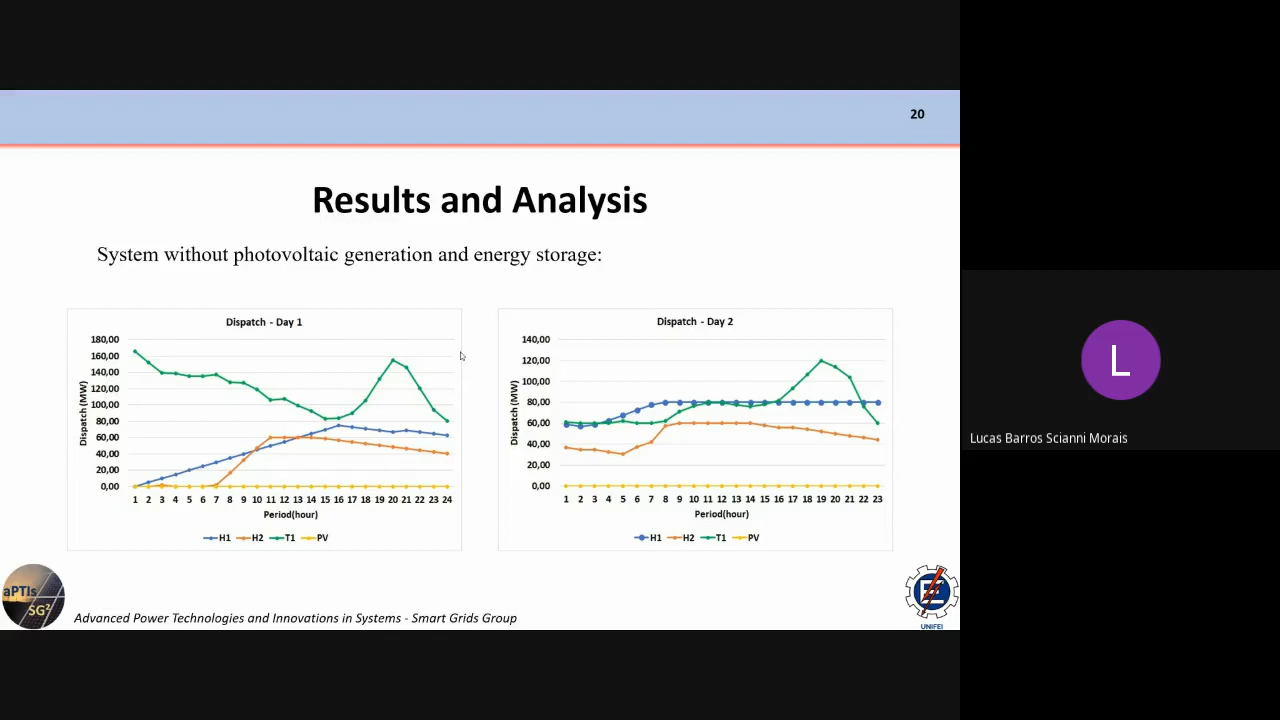 20
Results and Analysis
System without photovoltaic generation and energy storage:
Dispatch - Day 1
180,00
160,00
140,00
120,00
100,00
80,00
60,00
40,00
20,00
0,00
Dispatch (MW)
1 2 3 4 5 6 7 8 9 10 11 12 13 14 15 16 17 18 19 20 21 22 23 24
Period(hour)
H1 H2 T1 PV
Dispatch - Day 2
140,00
120,00
100,00
80,00
60,00
40,00
20,00
0,00
Dispatch (MW)
1 2 3 4 5 6 7 8 9 10 11 12 13 14 15 16 17 18 19 20 21 22 23
Period(hour)
H1 H2 T1 PV
L
Lucas Barros Scianni Morais
aPTIs
SG²
Advanced Power Technologies and Innovations in Systems - Smart Grids Group
UNIFEI